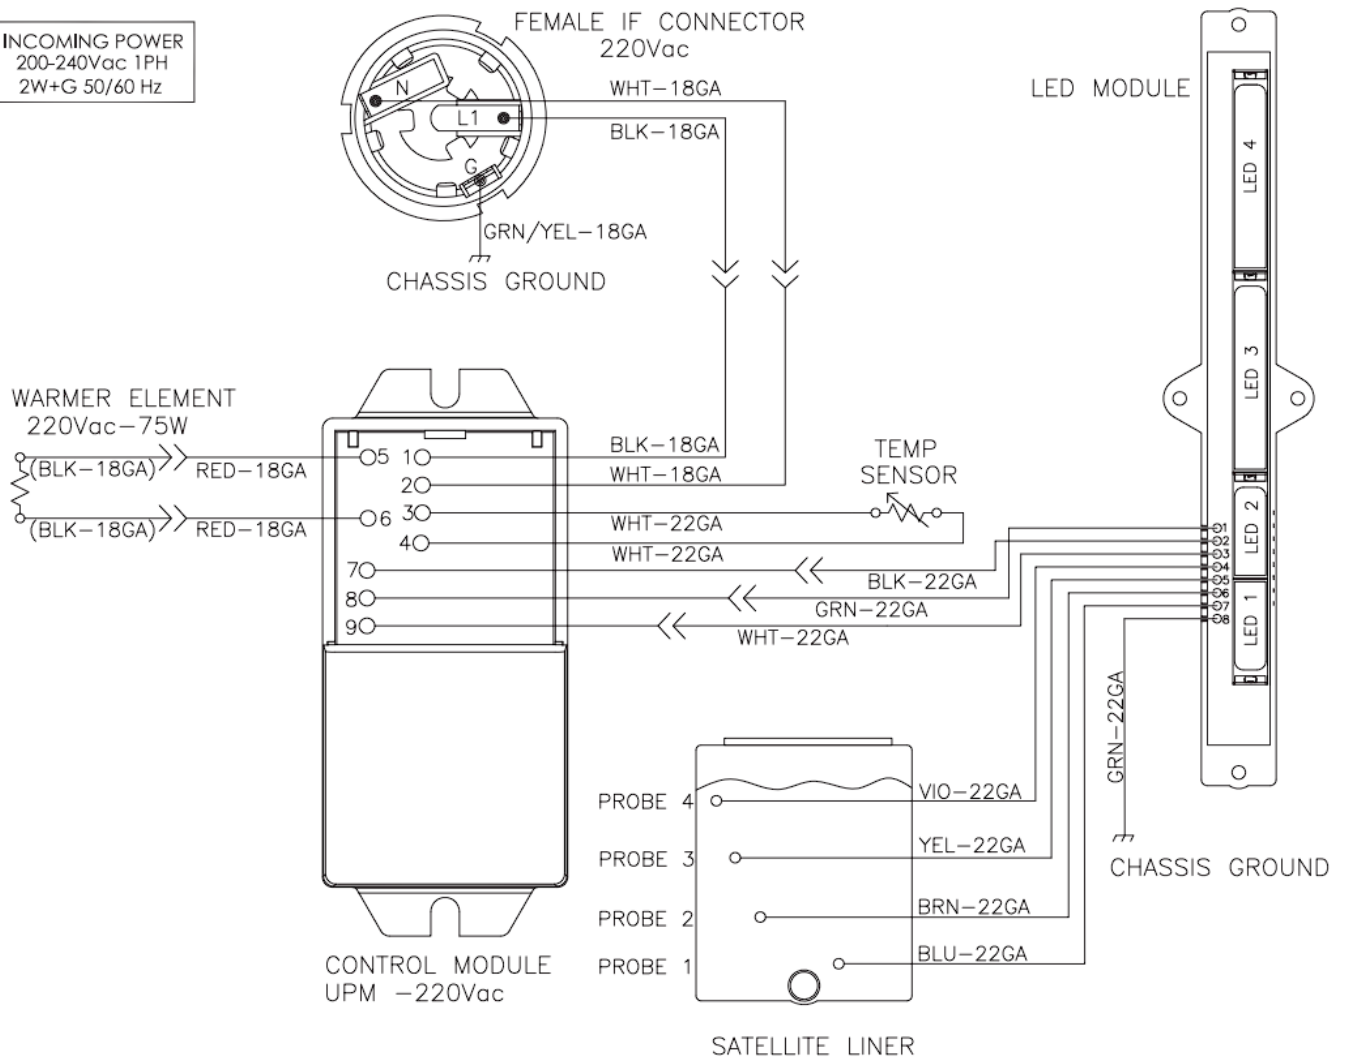 INCOMING POWER
200-240Vac 1PH
2W+G 50/60 Hz
FEMALE IF CONNECTOR
220Vac
N
L1
G
WHT-18GA
BLK-18GA
GRN/YEL-18GA
CHASSIS GROUND
LED MODULE
LED 4
LED 3
LED 2
LED 1
WARMER ELEMENT
220Vac-75W
(BLK-18GA)
RED-18GA
(BLK-18GA)
RED-18GA
5
6
1
2
3
4
7
8
9
BLK-18GA
WHT-18GA
WHT-22GA
WHT-22GA
TEMP
SENSOR
BLK-22GA
GRN-22GA
WHT-22GA
1
2
3
4
5
6
7
8
GRN-22GA
CHASSIS GROUND
PROBE 4
PROBE 3
PROBE 2
PROBE 1
VIO-22GA
YEL-22GA
BRN-22GA
BLU-22GA
CONTROL MODULE
UPM -220Vac
SATELLITE LINER